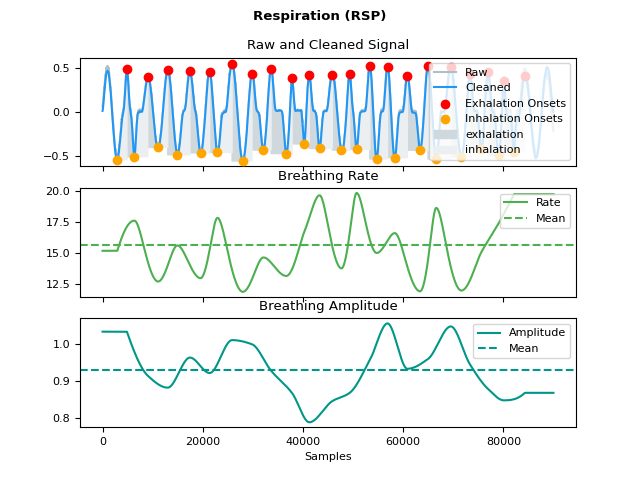 Respiration (RSP)
Raw and Cleaned Signal
0.5
0.0
−0.5
Raw
Cleaned
Exhalation Onsets
Inhalation Onsets
exhalation
inhalation
Breathing Rate
20.0
17.5
15.0
12.5
Rate
Mean
Breathing Amplitude
1.0
0.9
0.8
Amplitude
Mean
0 20000 40000 60000 80000
Samples